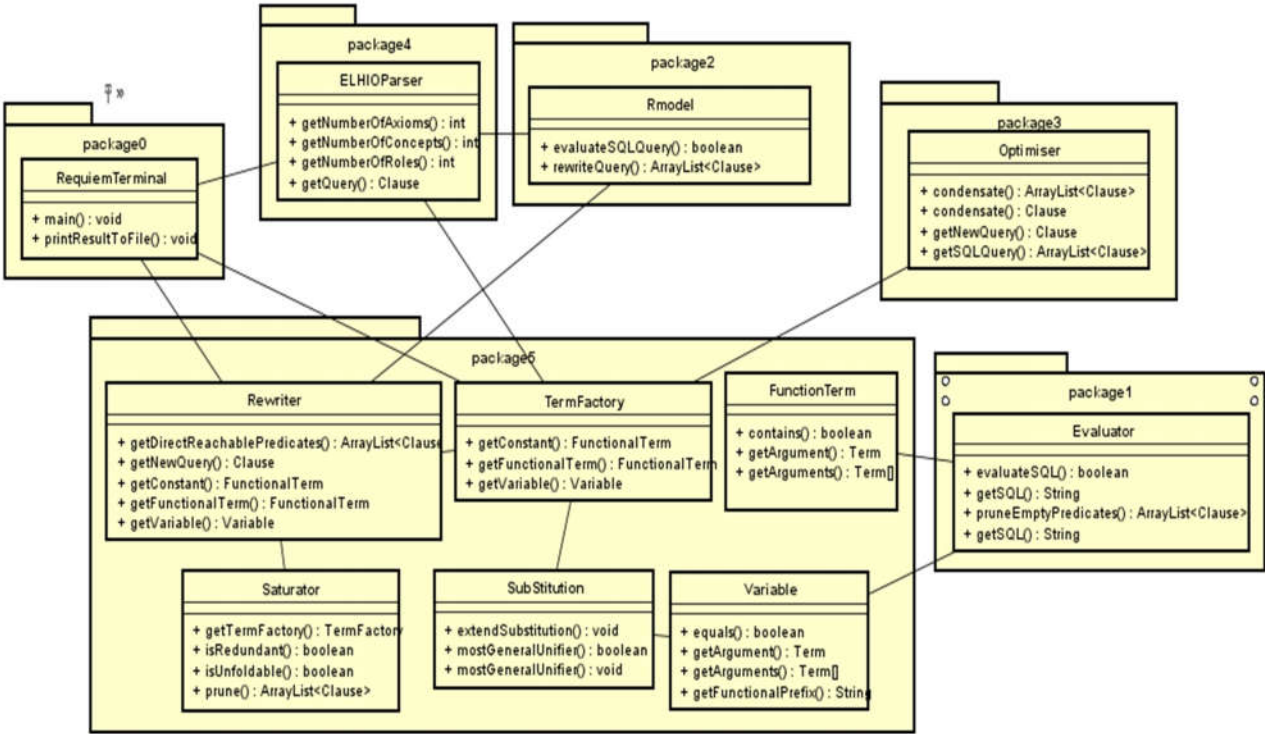 package4
ELHIOParser
+ getNumberOfAxioms() : int
+ getNumberOfConcepts() : int
+ getNumberOfRoles() : int
+ getQuery() : Clause
package2
Rmodel
+ evaluateSQLQuery() : boolean
+ rewriteQuery() : ArrayList<Clause>
package0
RequiemTerminal
+ main() : void
+ printResultToFile() : void
package3
Optimiser
+ condensate() : ArrayList<Clause>
+ condensate() : Clause
+ getNewQuery() : Clause
+ getSQLQuery() : ArrayList<Clause>
package5
Rewriter
+ getDirectReachablePredicates() : ArrayList<Clause
+ getNewQuery() : Clause
+ getConstant() : FunctionalTerm
+ getFunctionalTerm() : FunctionalTerm
+ getVariable() : Variable
TermFactory
+ getConstant() : FunctionalTerm
+ getFunctionalTerm() : FunctionalTerm
+ getVariable() : Variable
FunctionTerm
+ contains() : boolean
+ getArgument() : Term
+ getArguments() : Term[]
package1
Evaluator
+ evaluateSQL() : boolean
+ getSQL() : String
+ pruneEmptyPredicates() : ArrayList<Clause>
+ getSQL() : String
Saturator
+ getTermFactory() : TermFactory
+ isRedundant() : boolean
+ isUnfoldable() : boolean
+ prune() : ArrayList<Clause>
SubStitution
+ extendSubstitution() : void
+ mostGeneralUnifier() : boolean
+ mostGeneralUnifier() : void
Variable
+ equals() : boolean
+ getArgument() : Term
+ getArguments() : Term[]
+ getFunctionalPrefix() : String